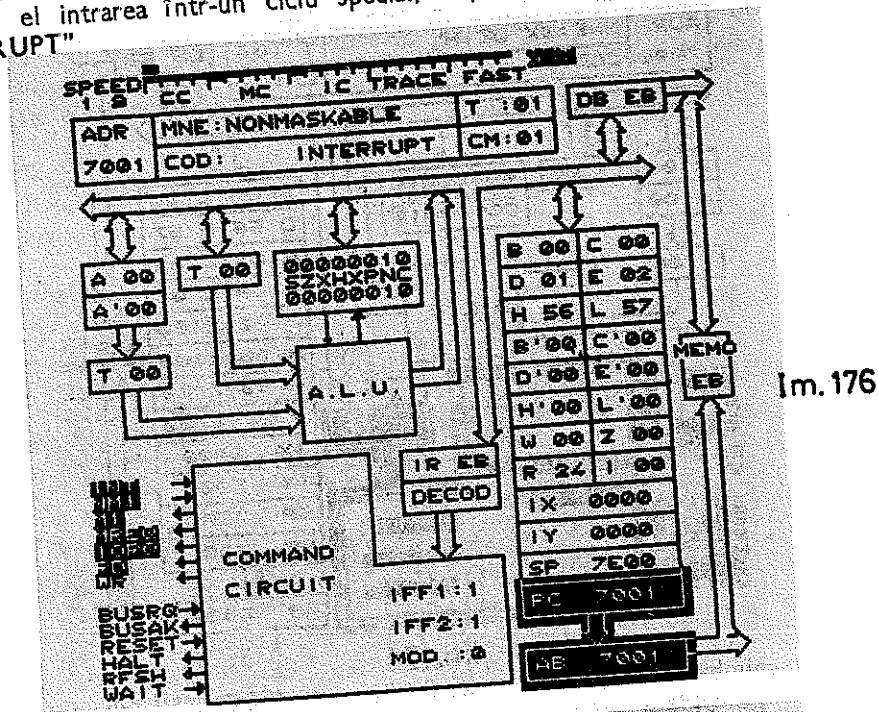 el intrarea într-un ciclu special,
RUPT"
SPEED
1 2 CC MC IC TRACE FAST
ADR MNE:NONMASKABLE T :01
7001 COD: INTERRUPT CM:01
DB EB
A 00
A'00
T 00
T 00
00000010
SZXHXPNC
00000010
A.L.U.
B 00 C 00
D 01 E 02
H 56 L 57
B'00 C'00
D'00 E'00
H'00 L'00
W 00 Z 00
R 24 I 00
IX 0000
IY 0000
SP 7E00
PC 7001
AB 7001
MEMO
EB
Im. 176
IR EB
DECOD
COMMAND
CIRCUIT
IFF1:1
IFF2:1
MOD :0
WR
BUSRQ
BUSAK
RESET
HALT
RFSH
WAIT